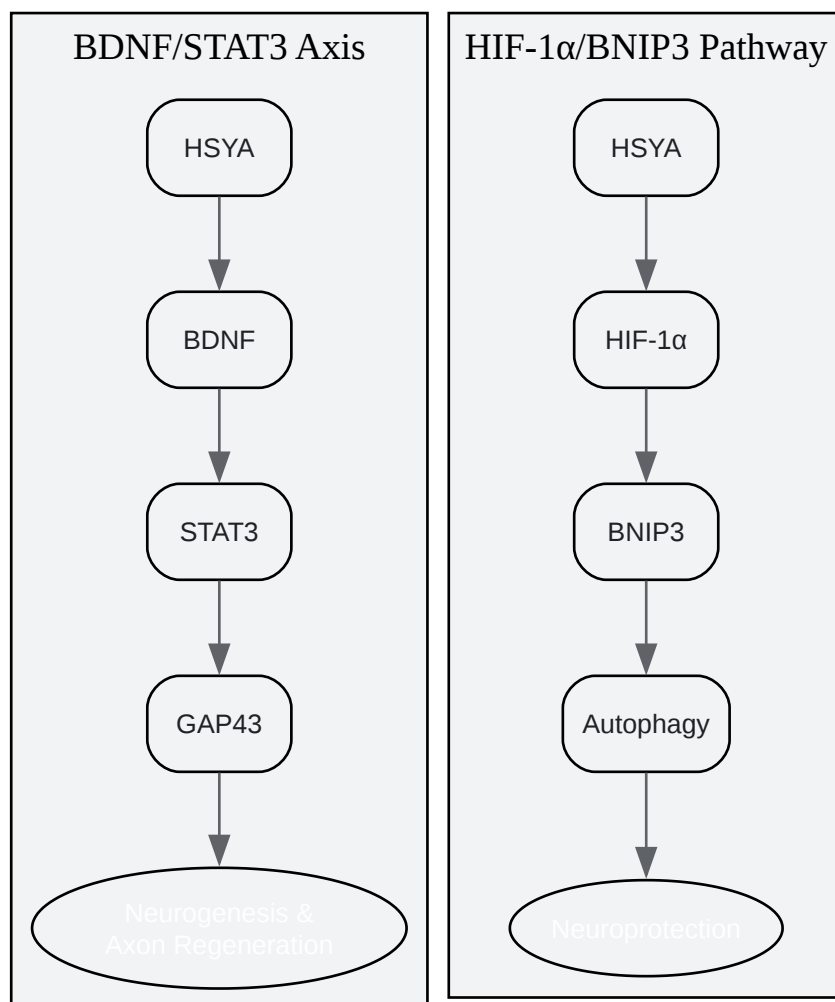 BDNF/STAT3 Axis
HSYA
BDNF
STAT3
GAP43
Neurogenesis &
Axon Regeneration
HIF-1α/BNIP3 Pathway
HSYA
HIF-1α
BNIP3
Autophagy
Neuroprotection